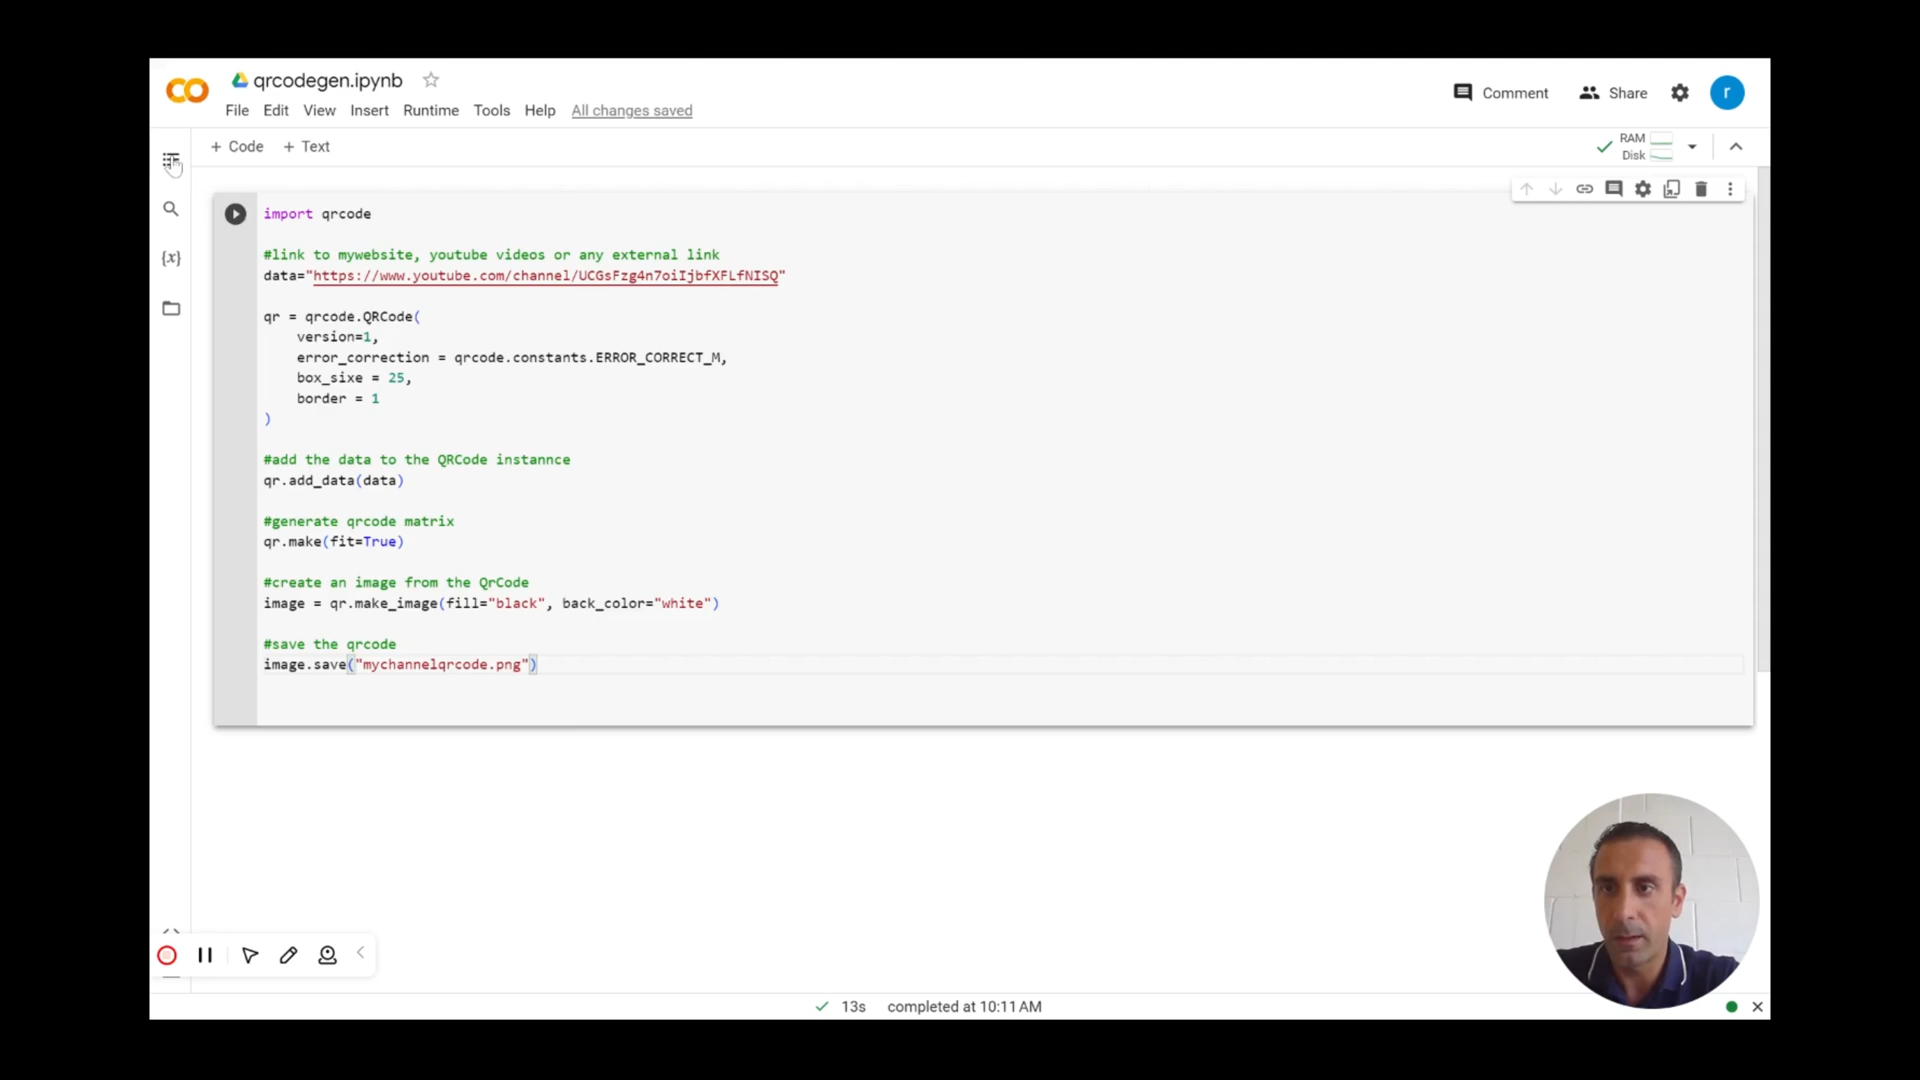 qrcodegen.ipynb
File Edit View Insert Runtime Tools Help All changes saved
Comment Share r
+ Code + Text
RAM
Disk
import qrcode
#link to mywebsite, youtube videos or any external link
data="https://www.youtube.com/channel/UCGsFzg4n7oiIjbfXFLfNISQ"
qr = qrcode.QRCode(
version=1,
error_correction = qrcode.constants.ERROR_CORRECT_M,
box_sixe = 25,
border = 1
)
#add the data to the QRCode instannce
qr.add_data(data)
#generate qrcode matrix
qr.make(fit=True)
#create an image from the QrCode
image = qr.make_image(fill="black", back_color="white")
#save the qrcode
image.save("mychannelqrcode.png")
13s completed at 10:11 AM